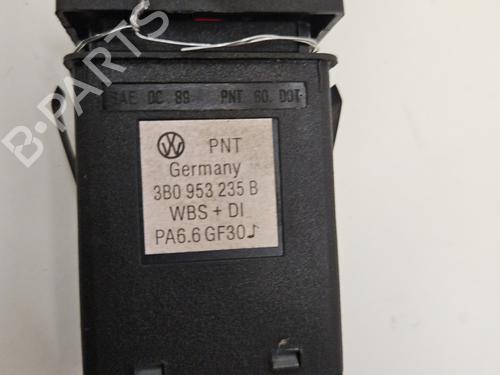 SAE DC 89 PNT 60. DOT
PNT
Germany
3B0 953 235 B
WBS + DI
PA6.6 GF30
B-PARTS